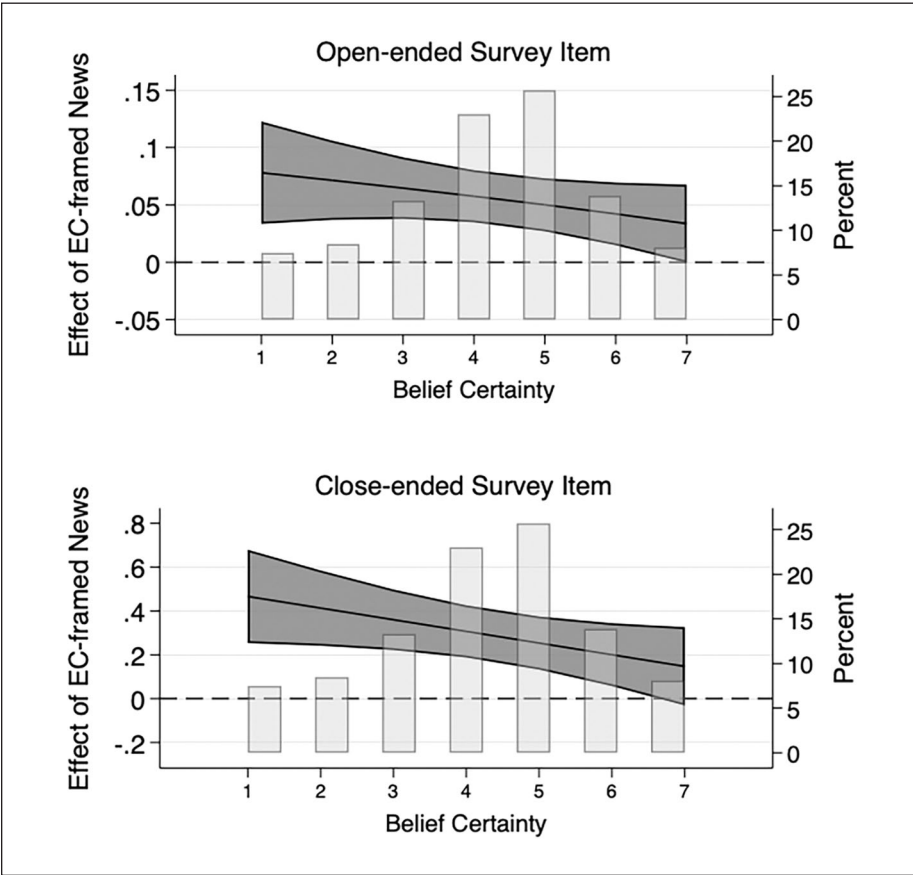 Open-ended Survey Item
Effect of EC-framed News
.15
.1
.05
0
-.05
25
20
15
10
5
0
Percent
1 2 3 4 5 6 7
Belief Certainty
Close-ended Survey Item
Effect of EC-framed News
.8
.6
.4
.2
0
-.2
25
20
15
10
5
0
Percent
1 2 3 4 5 6 7
Belief Certainty